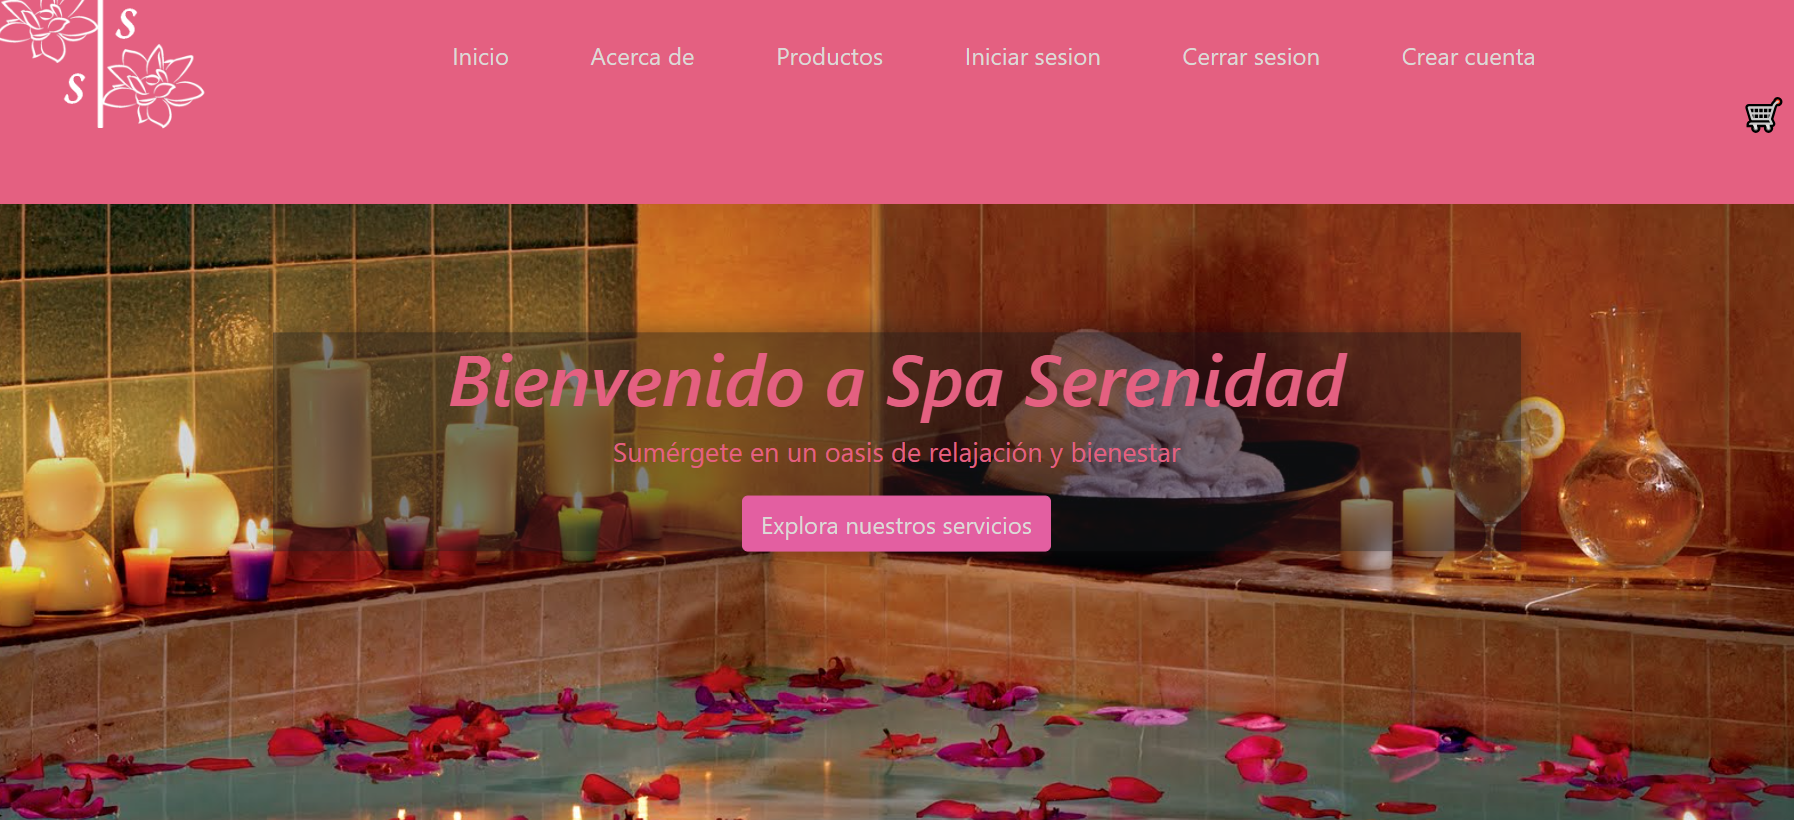 S
S
Inicio Acerca de Productos Iniciar sesion Cerrar sesion Crear cuenta
Bienvenido a Spa Serenidad
Sumérgete en un oasis de relajación y bienestar
Explora nuestros servicios